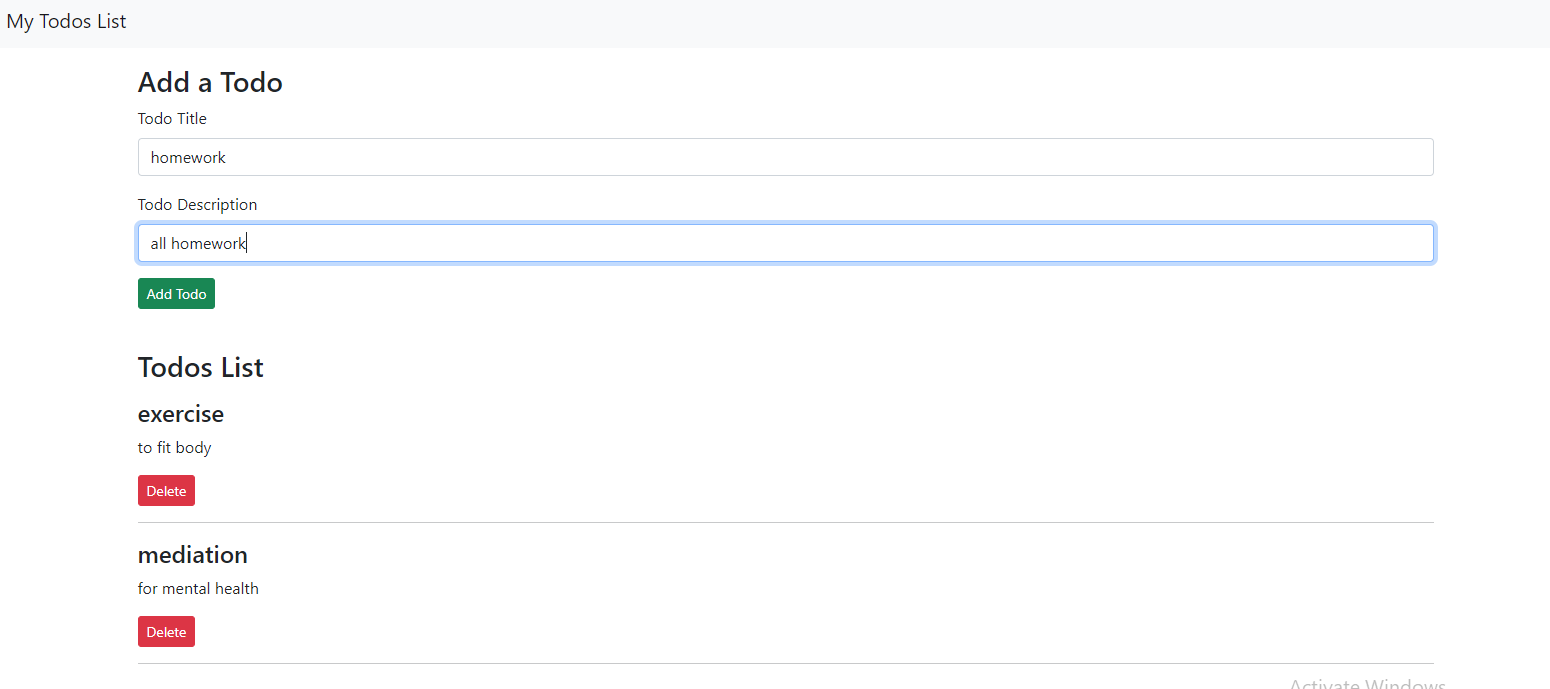 My Todos List
Add a Todo
Todo Title
homework
Todo Description
all homework
Add Todo
Todos List
exercise
to fit body
Delete
mediation
for mental health
Delete
Activate Windows